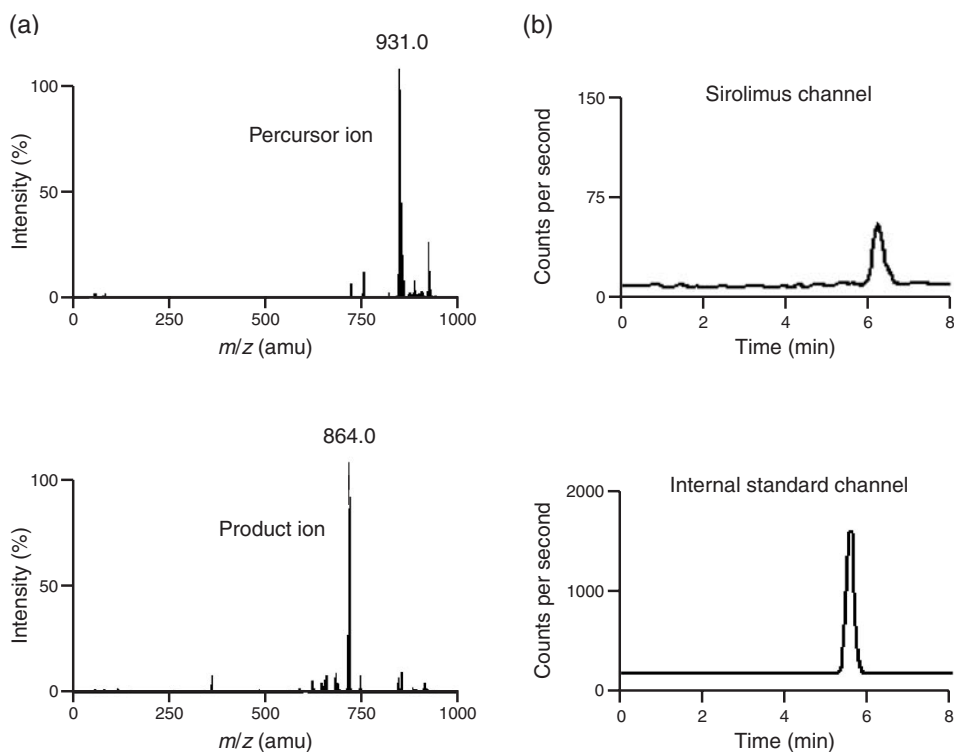 (a)
931.0
Percursor ion
Intensity (%)
100
50
0
0 250 500 750 1000
m/z (amu)
864.0
Product ion
Intensity (%)
100
50
0
0 250 500 750 1000
m/z (amu)
(b)
Sirolimus channel
Counts per second
150
75
0
0 2 4 6 8
Time (min)
Internal standard channel
Counts per second
2000
1000
0
0 2 4 6 8
Time (min)